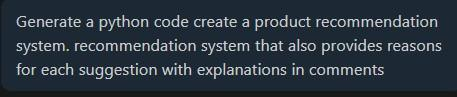 Generate a python code create a product recommendation
system. recommendation system that also provides reasons
for each suggestion with explanations in comments